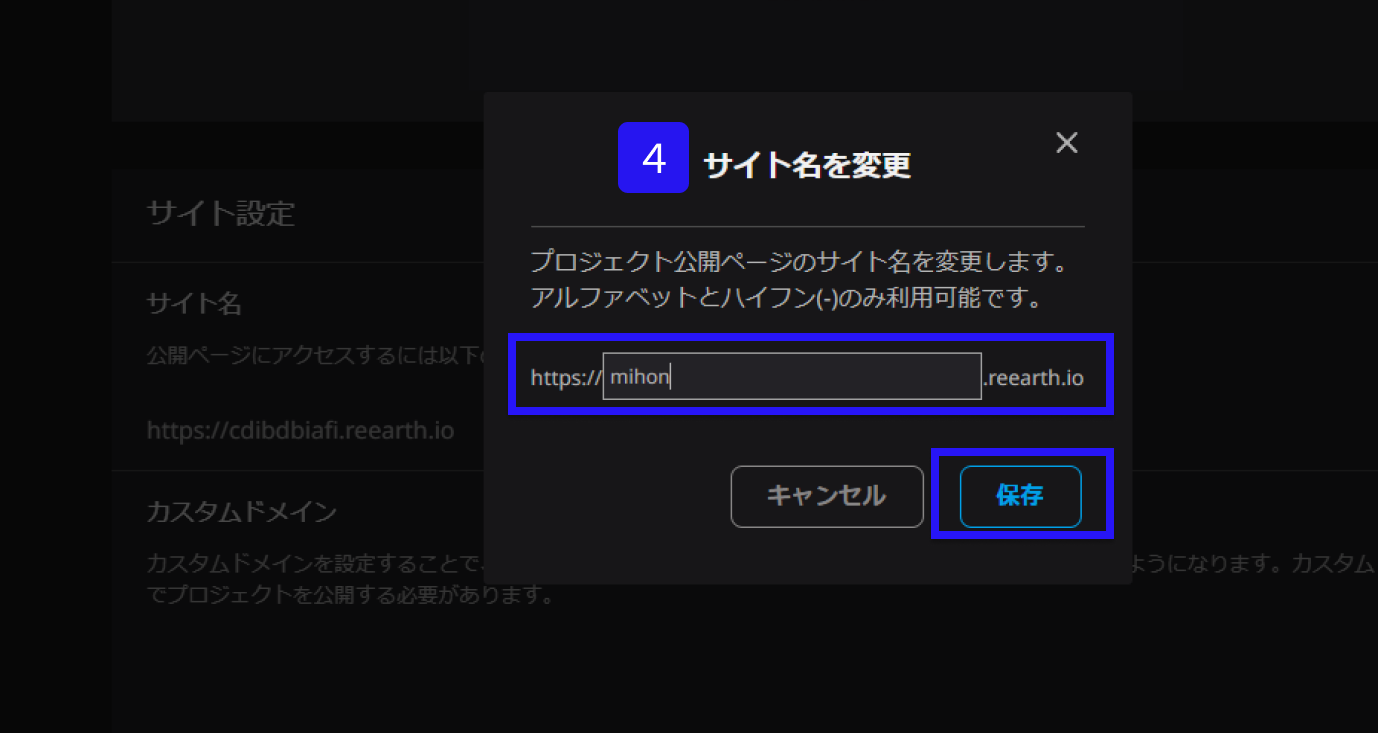 4 サイト名を変更
プロジェクト公開ページのサイト名を変更します。
アルファベットとハイフン(-)のみ利用可能です。
https://mihon.reearth.io
キャンセル
保存
サイト設定
サイト名
公開ページにアクセスするには以下
https://cdibdbiafi.reearth.io
カスタムドメイン
カスタムドメインを設定することで ようになります。カスタム
でプロジェクトを公開する必要があります。